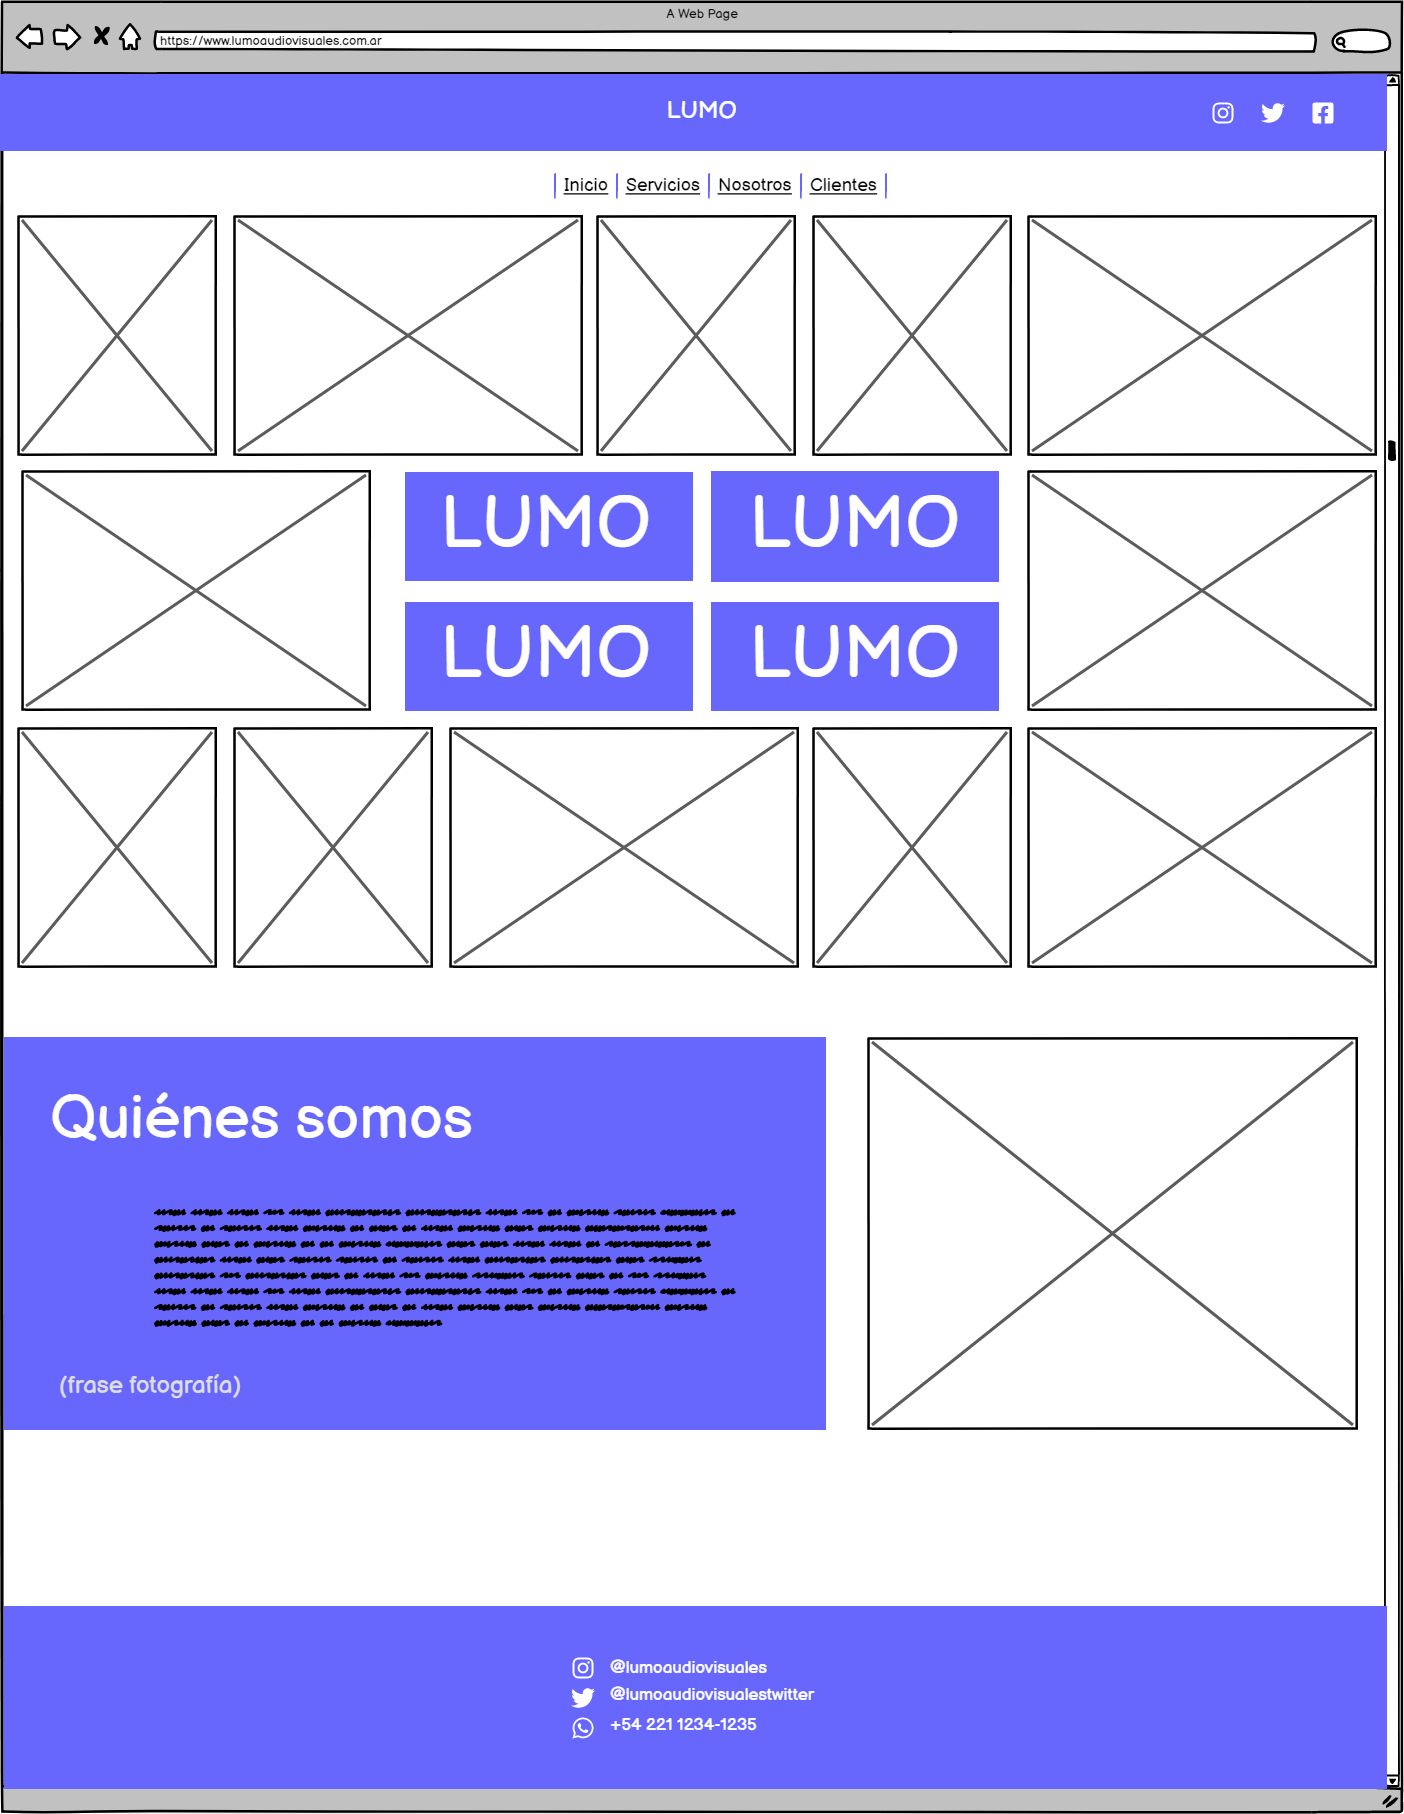 A Web Page
https://www.lumoaudiovisuales.com.ar
LUMO
Inicio | Servicios | Nosotros | Clientes
LUMO LUMO
LUMO LUMO
Quiénes somos
(frase fotografía)
@lumoaudiovisuales
@lumoaudiovisualestwitter
+54 221 1234-1235